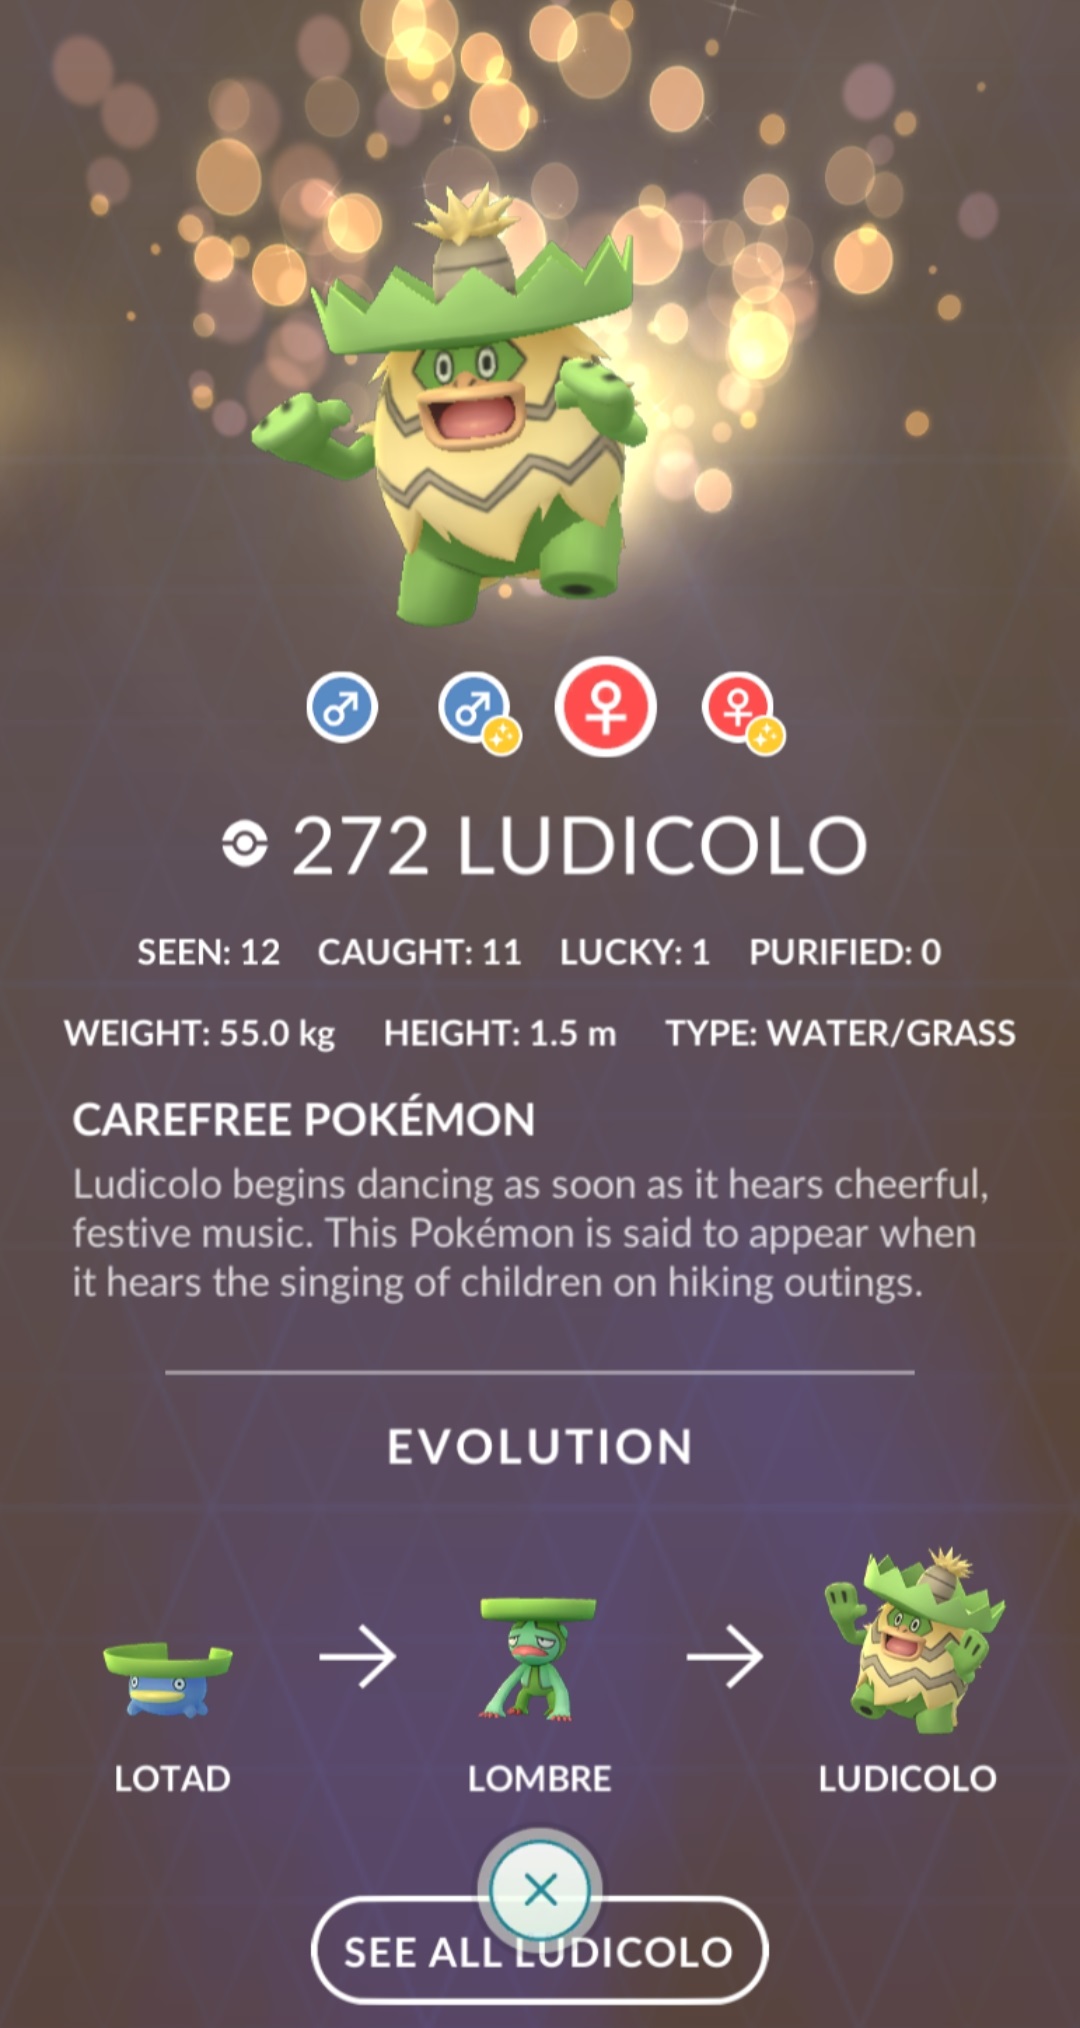 272 LUDICOLO
SEEN: 12 CAUGHT: 11 LUCKY: 1 PURIFIED: 0
WEIGHT: 55.0 kg HEIGHT: 1.5 m TYPE: WATER/GRASS
CAREFREE POKÉMON
Ludicolo begins dancing as soon as it hears cheerful,
festive music. This Pokémon is said to appear when
it hears the singing of children on hiking outings.
EVOLUTION
LOTAD LOMBRE LUDICOLO
SEE ALL LUDICOLO